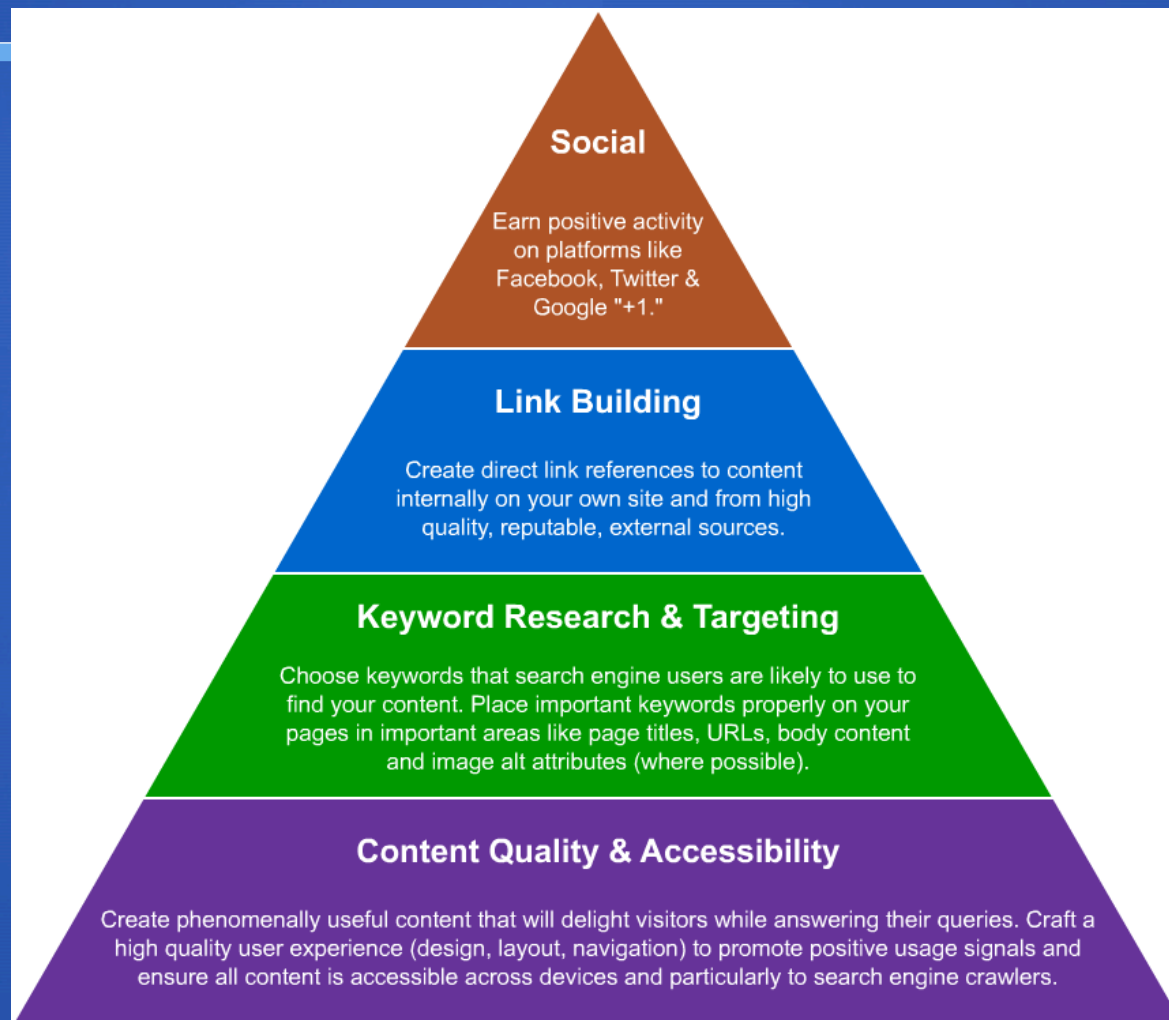 Social
Earn positive activity
on platforms like
Facebook, Twitter &
Google "+1."
Link Building
Create direct link references to content
internally on your own site and from high
quality, reputable, external sources.
Keyword Research & Targeting
Choose keywords that search engine users are likely to use to
find your content. Place important keywords properly on your
pages in important areas like page titles, URLs, body content
and image alt attributes (where possible).
Content Quality & Accessibility
Create phenomenally useful content that will delight visitors while answering their queries. Craft a
high quality user experience (design, layout, navigation) to promote positive usage signals and
ensure all content is accessible across devices and particularly to search engine crawlers.